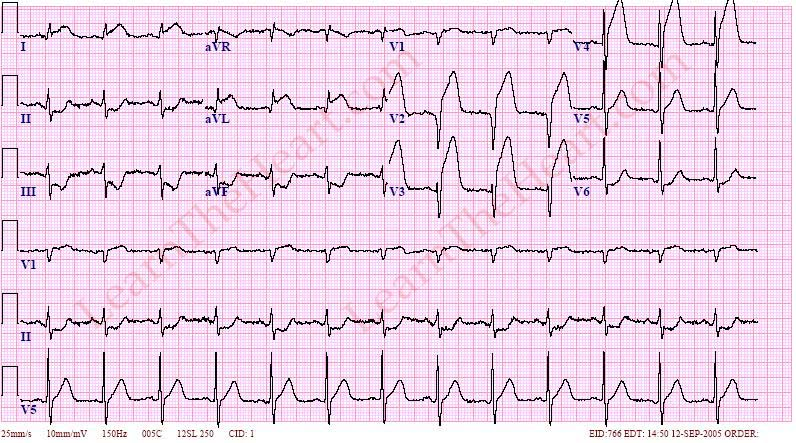 I aVR V1 V4
II aVL V2 V5
III aVF V3 V6
V1
II
V5
LearnTheHeart.com
LearnTheHeart.com
25mm/s 10mm/mV 150Hz 005C 12SL 250 CID: 1 EID:766 EDT: 14:50 12-SEP-2005 ORDER: